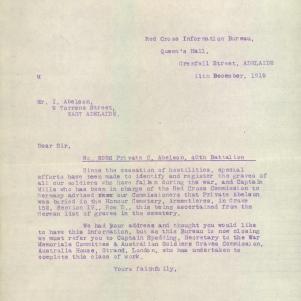 Red Cross Information Bureau,
Queen's Hall,
Grenfell Street, ADELAIDE
11th December, 1919
Mr. I. Abelson,
Torrens Street,
EAST ADELAIDE
Dear Sir,
No. Private C. Abelson, 40th Battalion
Since the cessation of hostilities, special
efforts have been made to identify and register the graves of
all our soldiers who have fallen during the war, and Captain
Mills who has been in charge of the Red Cross Commission to
Germany advised our Commissioners that Private Abelson
was buried in the Honour Cemetery, Armentieres, in Grave
Section IV., Row D., this being ascertained from the
German list of graves in the cemetery.
We had your address and thought you would like
to have this information, but as this Bureau is now closing
we must refer you to Captain Spedding, Secretary to the War
Memorials Committee & Australian Soldiers Graves Commission,
Australia House, Strand, London, who has undertaken to
complete this class of work.
Yours faithfully,